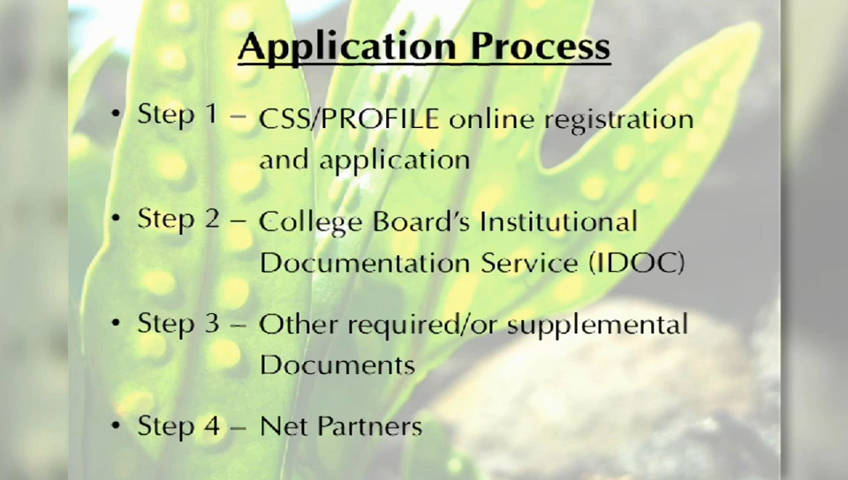 Application Process
• Step 1 – CSS/PROFILE online registration
and application
• Step 2 – College Board's Institutional
Documentation Service (IDOC)
• Step 3 – Other required/or supplemental
Documents
• Step 4 – Net Partners